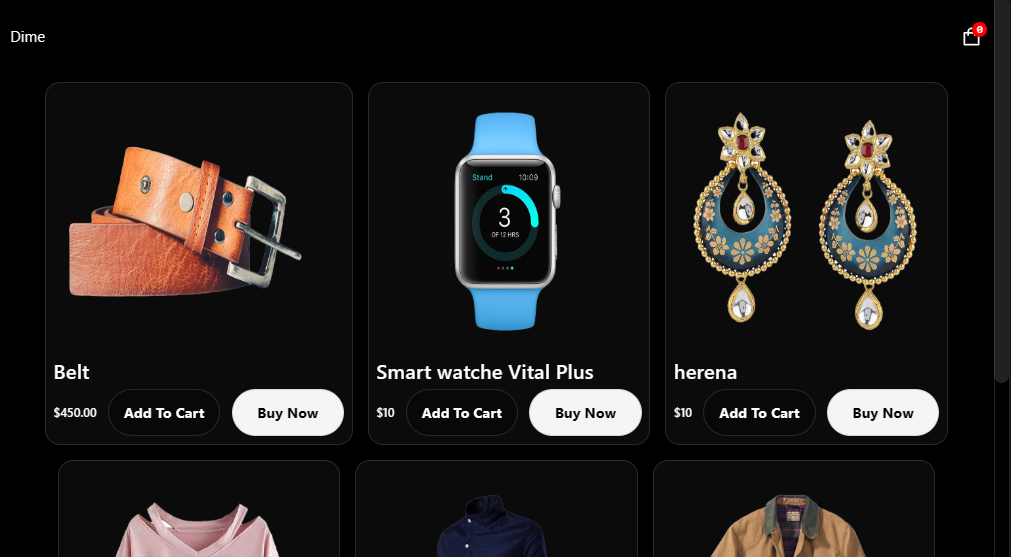 Dime
0
Stand 10:09
3
OF 12 HRS
Belt
$450.00 Add To Cart Buy Now
Smart watche Vital Plus
$10 Add To Cart Buy Now
herena
$10 Add To Cart Buy Now